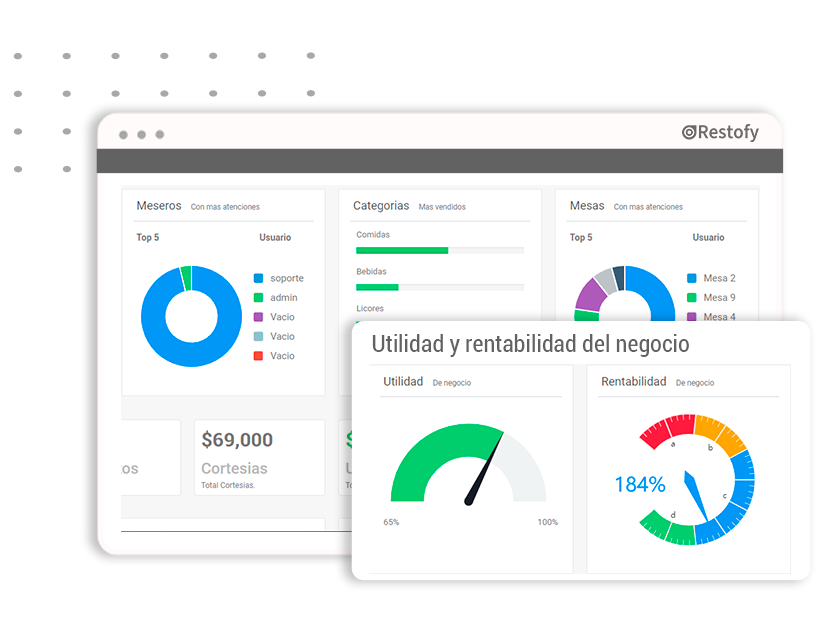 Restofy
Meseros Con mas atenciones
Top 5 Usuario
soporte
admin
Vacio
Vacio
Vacio
Categorias Mas vendidos
Comidas
Bebidas
Licores
Mesas Con mas atenciones
Top 5 Usuario
Mesa 2
Mesa 9
Mesa 4
os
$69,000
Cortesias
Total Cortesias.
$
Utilidad y rentabilidad del negocio
Utilidad De negocio
65% 100%
Rentabilidad De negocio
184%
a
b
c
d